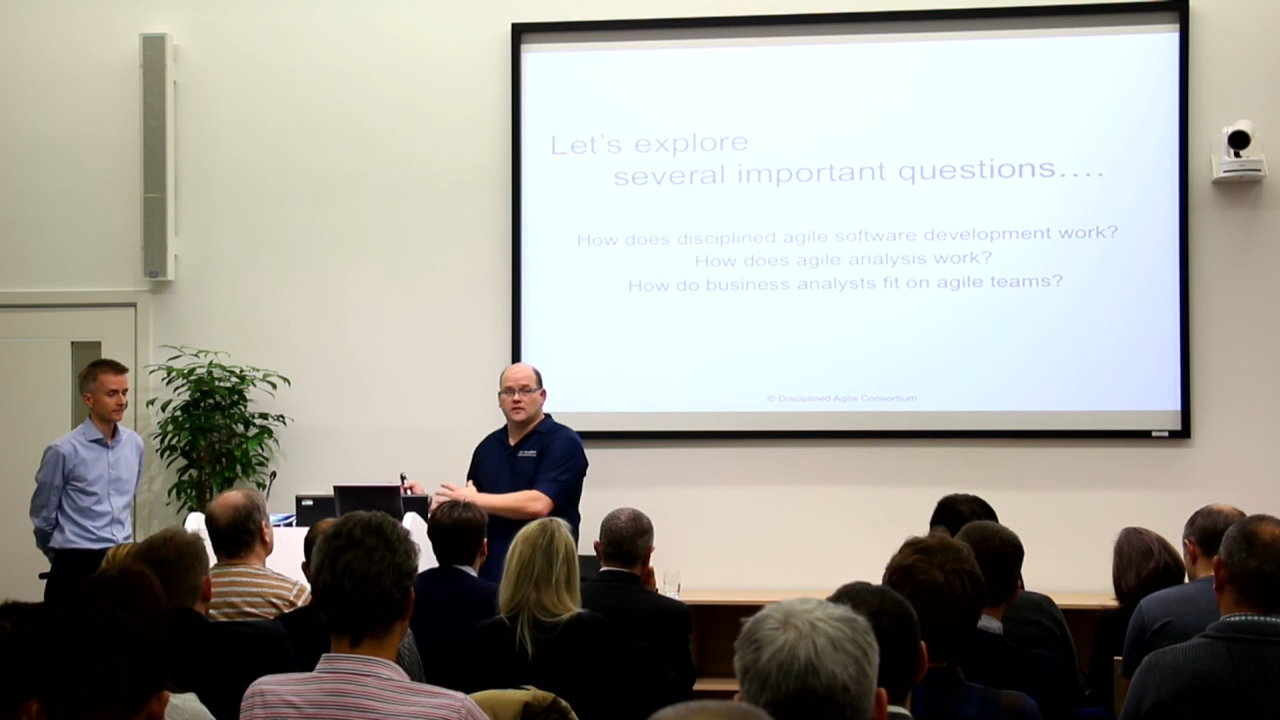 Let's explore
several important questions....
How does disciplined agile software development work?
How does agile analysis work?
How do business analysts fit on agile teams?
© Disciplined Agile Consortium